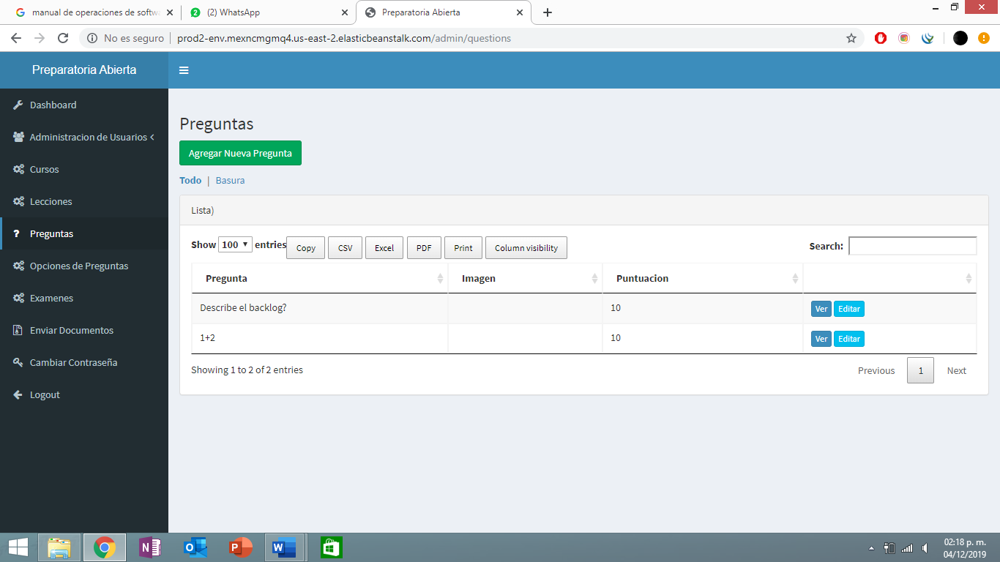 manual de operaciones de softwa
(2) WhatsApp
Preparatoria Abierta
No es seguro | prod2-env.mexncmgmq4.us-east-2.elasticbeanstalk.com/admin/questions
Preparatoria Abierta
Dashboard
Administracion de Usuarios
Cursos
Lecciones
Preguntas
Opciones de Preguntas
Examenes
Enviar Documentos
Cambiar Contraseña
Logout
Preguntas
Agregar Nueva Pregunta
Todo | Basura
Lista)
Show 100 entries Copy CSV Excel PDF Print Column visibility Search:
Pregunta Imagen Puntuacion
Describe el backlog? 10 Ver Editar
1+2 10 Ver Editar
Showing 1 to 2 of 2 entries Previous 1 Next
02:18 p. m.
04/12/2019